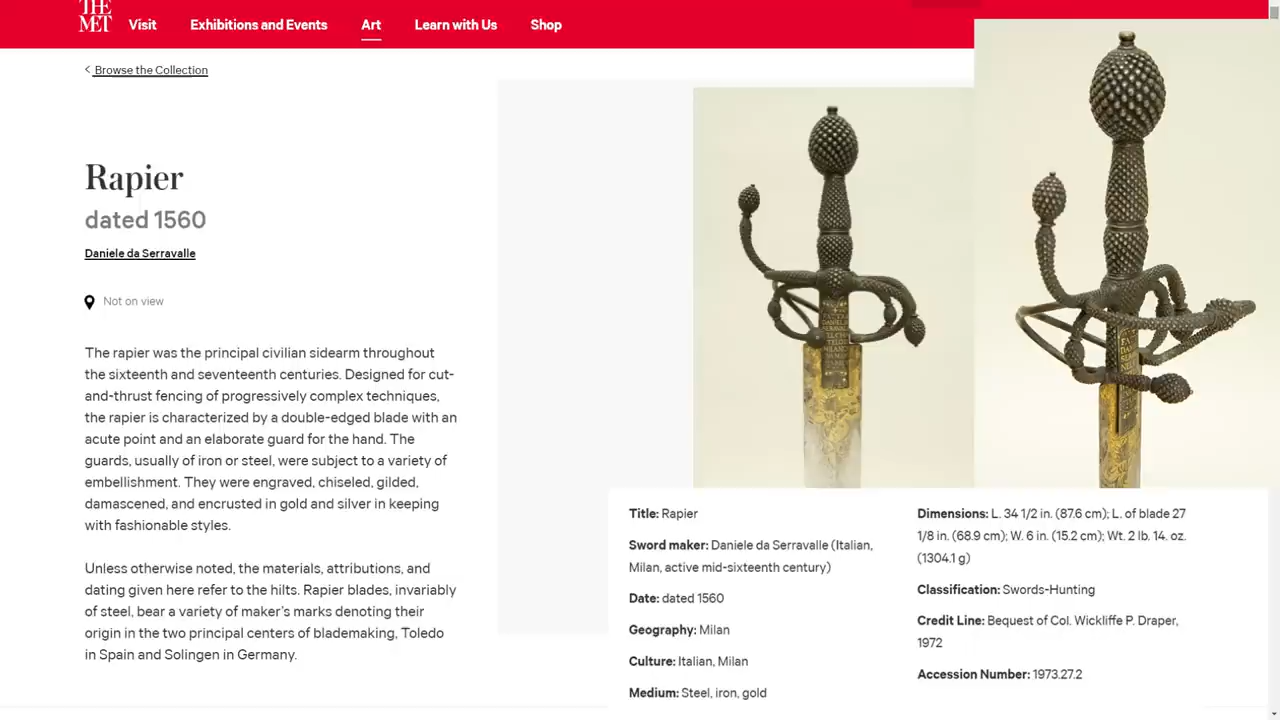 THE
MET
Visit
Exhibitions and Events
Art
Learn with Us
Shop
< Browse the Collection
Rapier
dated 1560
Daniele da Serravalle
Not on view
The rapier was the principal civilian sidearm throughout
the sixteenth and seventeenth centuries. Designed for cut-
and-thrust fencing of progressively complex techniques,
the rapier is characterized by a double-edged blade with an
acute point and an elaborate guard for the hand. The
guards, usually of iron or steel, were subject to a variety of
embellishment. They were engraved, chiseled, gilded,
damascened, and encrusted in gold and silver in keeping
with fashionable styles.
Unless otherwise noted, the materials, attributions, and
dating given here refer to the hilts. Rapier blades, invariably
of steel, bear a variety of maker's marks denoting their
origin in the two principal centers of blademaking, Toledo
in Spain and Solingen in Germany.
Title: Rapier
Sword maker: Daniele da Serravalle (Italian,
Milan, active mid-sixteenth century)
Date: dated 1560
Geography: Milan
Culture: Italian, Milan
Medium: Steel, iron, gold
Dimensions: L. 34 1/2 in. (87.6 cm); L. of blade 27
1/8 in. (68.9 cm); W. 6 in. (15.2 cm); Wt. 2 lb. 14. oz.
(1304.1 g)
Classification: Swords-Hunting
Credit Line: Bequest of Col. Wickliffe P. Draper,
1972
Accession Number: 1973.27.2